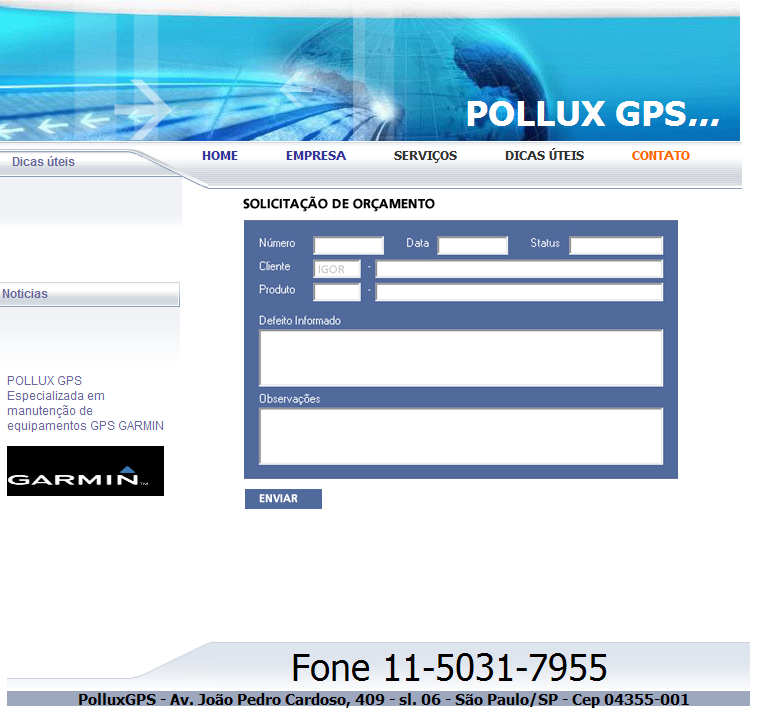 POLLUX GPS...
Dicas úteis
HOME EMPRESA SERVIÇOS DICAS ÚTEIS CONTATO
SOLICITAÇÃO DE ORÇAMENTO
Número Data Status
Cliente IGOR -
Produto -
Defeito Informado
Observações
ENVIAR
Noticias
POLLUX GPS
Especializada em
manutenção de
equipamentos GPS GARMIN
GARMIN™
Fone 11-5031-7955
PolluxGPS - Av. João Pedro Cardoso, 409 - sl. 06 - São Paulo/SP - Cep 04355-001